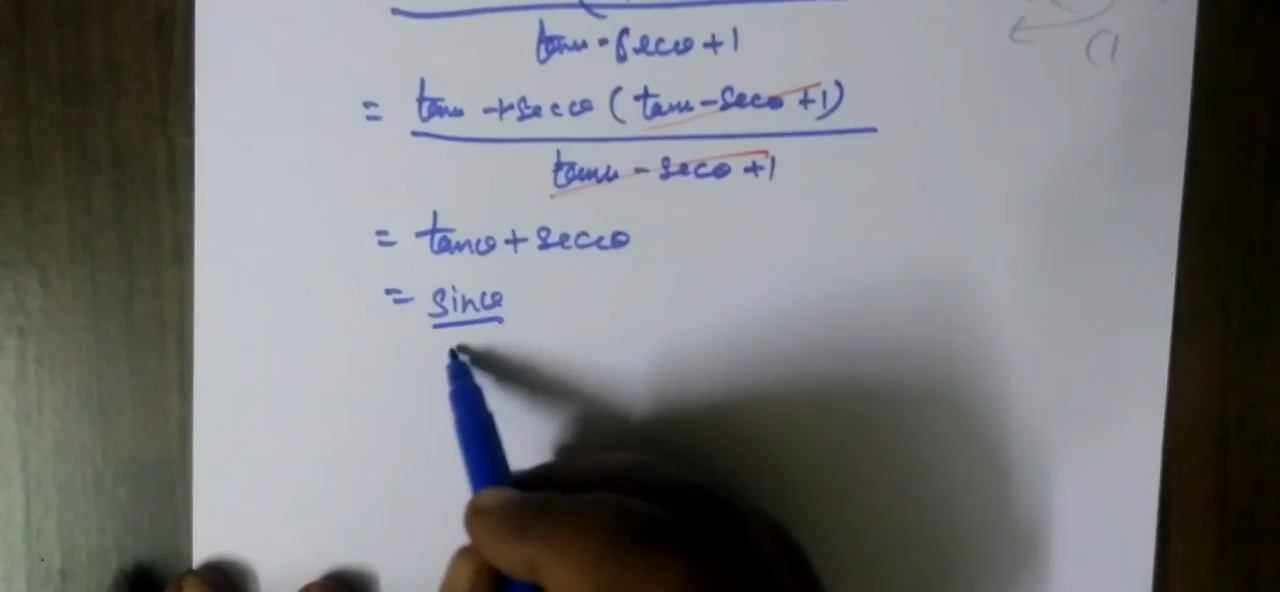 tanθ - secθ + 1
= tanθ + secθ (tanθ - secθ + 1)
tanθ - secθ + 1
= tanθ + secθ
= sinθ